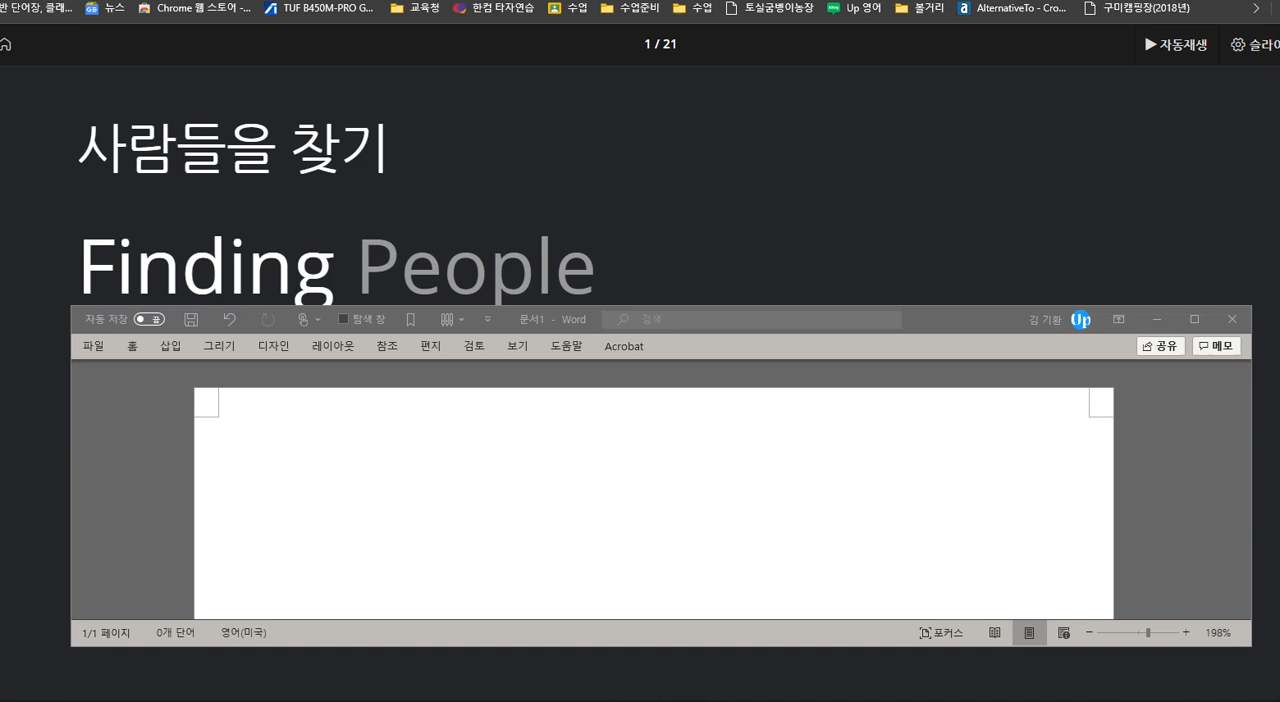 반 단어장, 클래... 뉴스 Chrome 웹 스토어 -... TUF B450M-PRO G... 교육청 한컴 타자연습 수업 수업준비 수업 토실굼벵이농장 Up 영어 볼거리 AlternativeTo - Cro... 구미캠핑장(2018년)
1 / 21 자동재생 슬라이
사람들을 찾기
Finding People
자동 저장 끔 탐색 창 문서1 - Word 검색 김 기환 Up
파일 홈 삽입 그리기 디자인 레이아웃 참조 편지 검토 보기 도움말 Acrobat 공유 메모
1/1 페이지 0개 단어 영어(미국) 포커스 198%